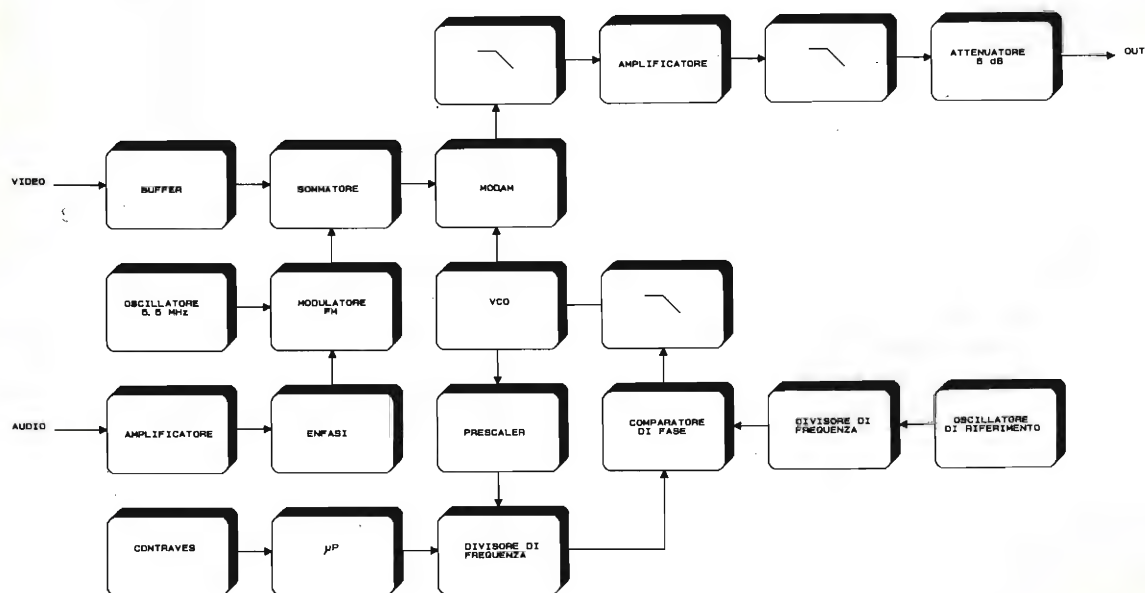 AMPLIFICATORE
ATTENUATORE
6 dB
OUT
VIDEO
BUFFER
SOMMATORE
MODAM
OSCILLATORE
5.5 MHz
MODULATORE
FM
VCO
AUDIO
AMPLIFICATORE
ENFASI
PRESCALER
COMPARATORE
DI FASE
DIVISORE DI
FREQUENZA
OSCILLATORE
DI RIFERIMENTO
CONTRAVES
µP
DIVISORE DI
FREQUENZA